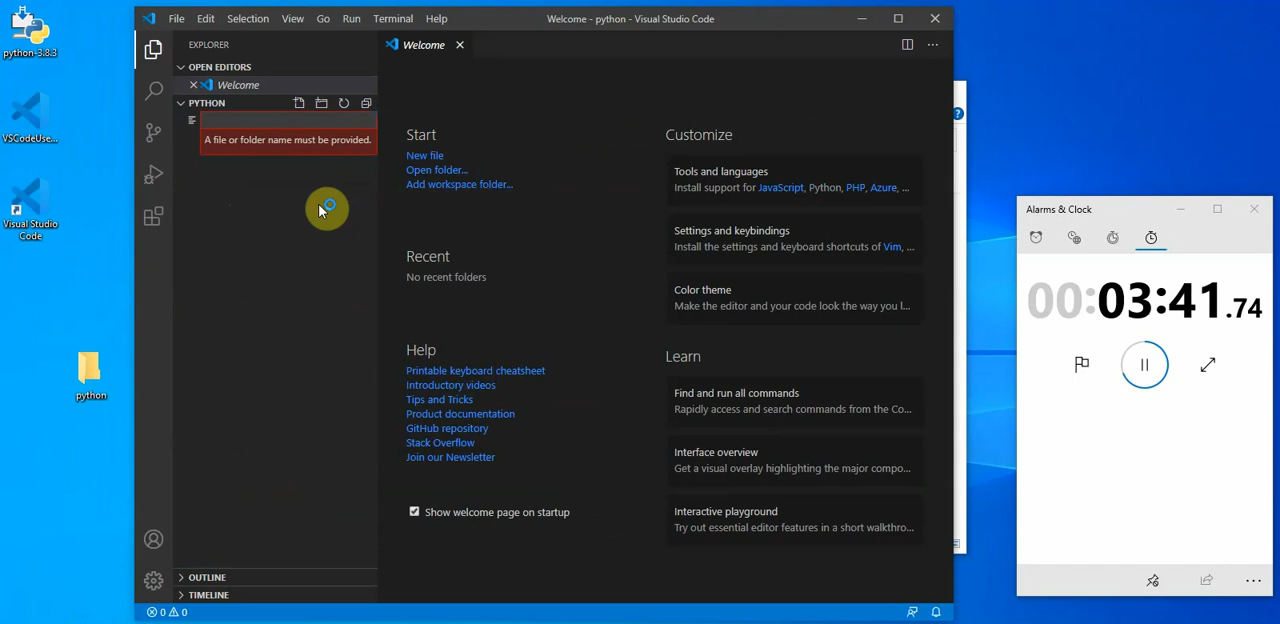 python-3.8.3
VSCodeUse...
Visual Studio
Code
python
File Edit Selection View Go Run Terminal Help
Welcome - python - Visual Studio Code
EXPLORER
OPEN EDITORS
Welcome
PYTHON
A file or folder name must be provided.
OUTLINE
TIMELINE
0 0
Welcome
Start
New file
Open folder...
Add workspace folder...
Recent
No recent folders
Help
Printable keyboard cheatsheet
Introductory videos
Tips and Tricks
Product documentation
GitHub repository
Stack Overflow
Join our Newsletter
Show welcome page on startup
Customize
Tools and languages
Install support for JavaScript, Python, PHP, Azure, ...
Settings and keybindings
Install the settings and keyboard shortcuts of Vim, ...
Color theme
Make the editor and your code look the way you l...
Learn
Find and run all commands
Rapidly access and search commands from the Co...
Interface overview
Get a visual overlay highlighting the major compo...
Interactive playground
Try out essential editor features in a short walkthro...
Alarms & Clock
00:03:41.74